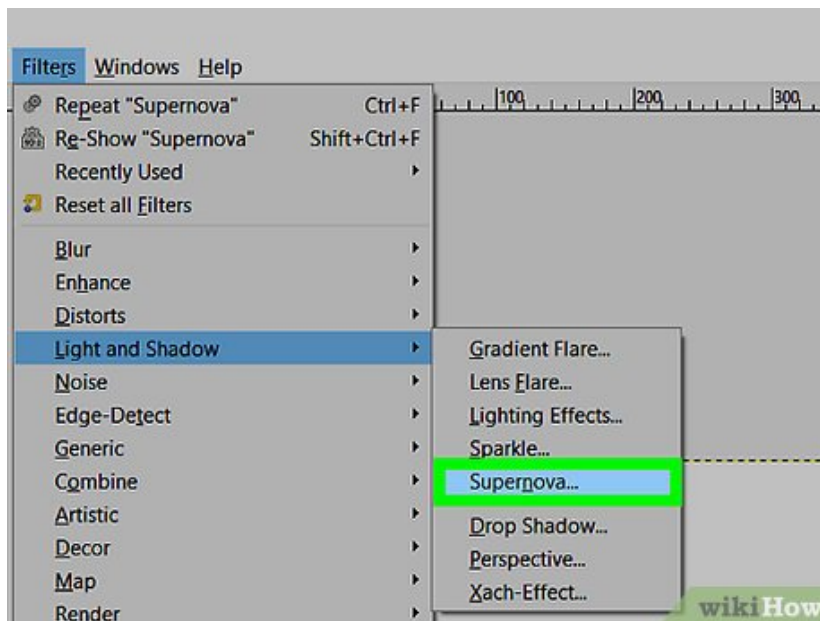 Filters Windows Help
100 200 300
Repeat "Supernova" Ctrl+F
Re-Show "Supernova" Shift+Ctrl+F
Recently Used
Reset all Filters
Blur
Enhance
Distorts
Light and Shadow
Noise
Edge-Detect
Generic
Combine
Artistic
Decor
Map
Render
Gradient Flare...
Lens Flare...
Lighting Effects...
Sparkle...
Supernova...
Drop Shadow...
Perspective...
Xach-Effect...
wikiHow